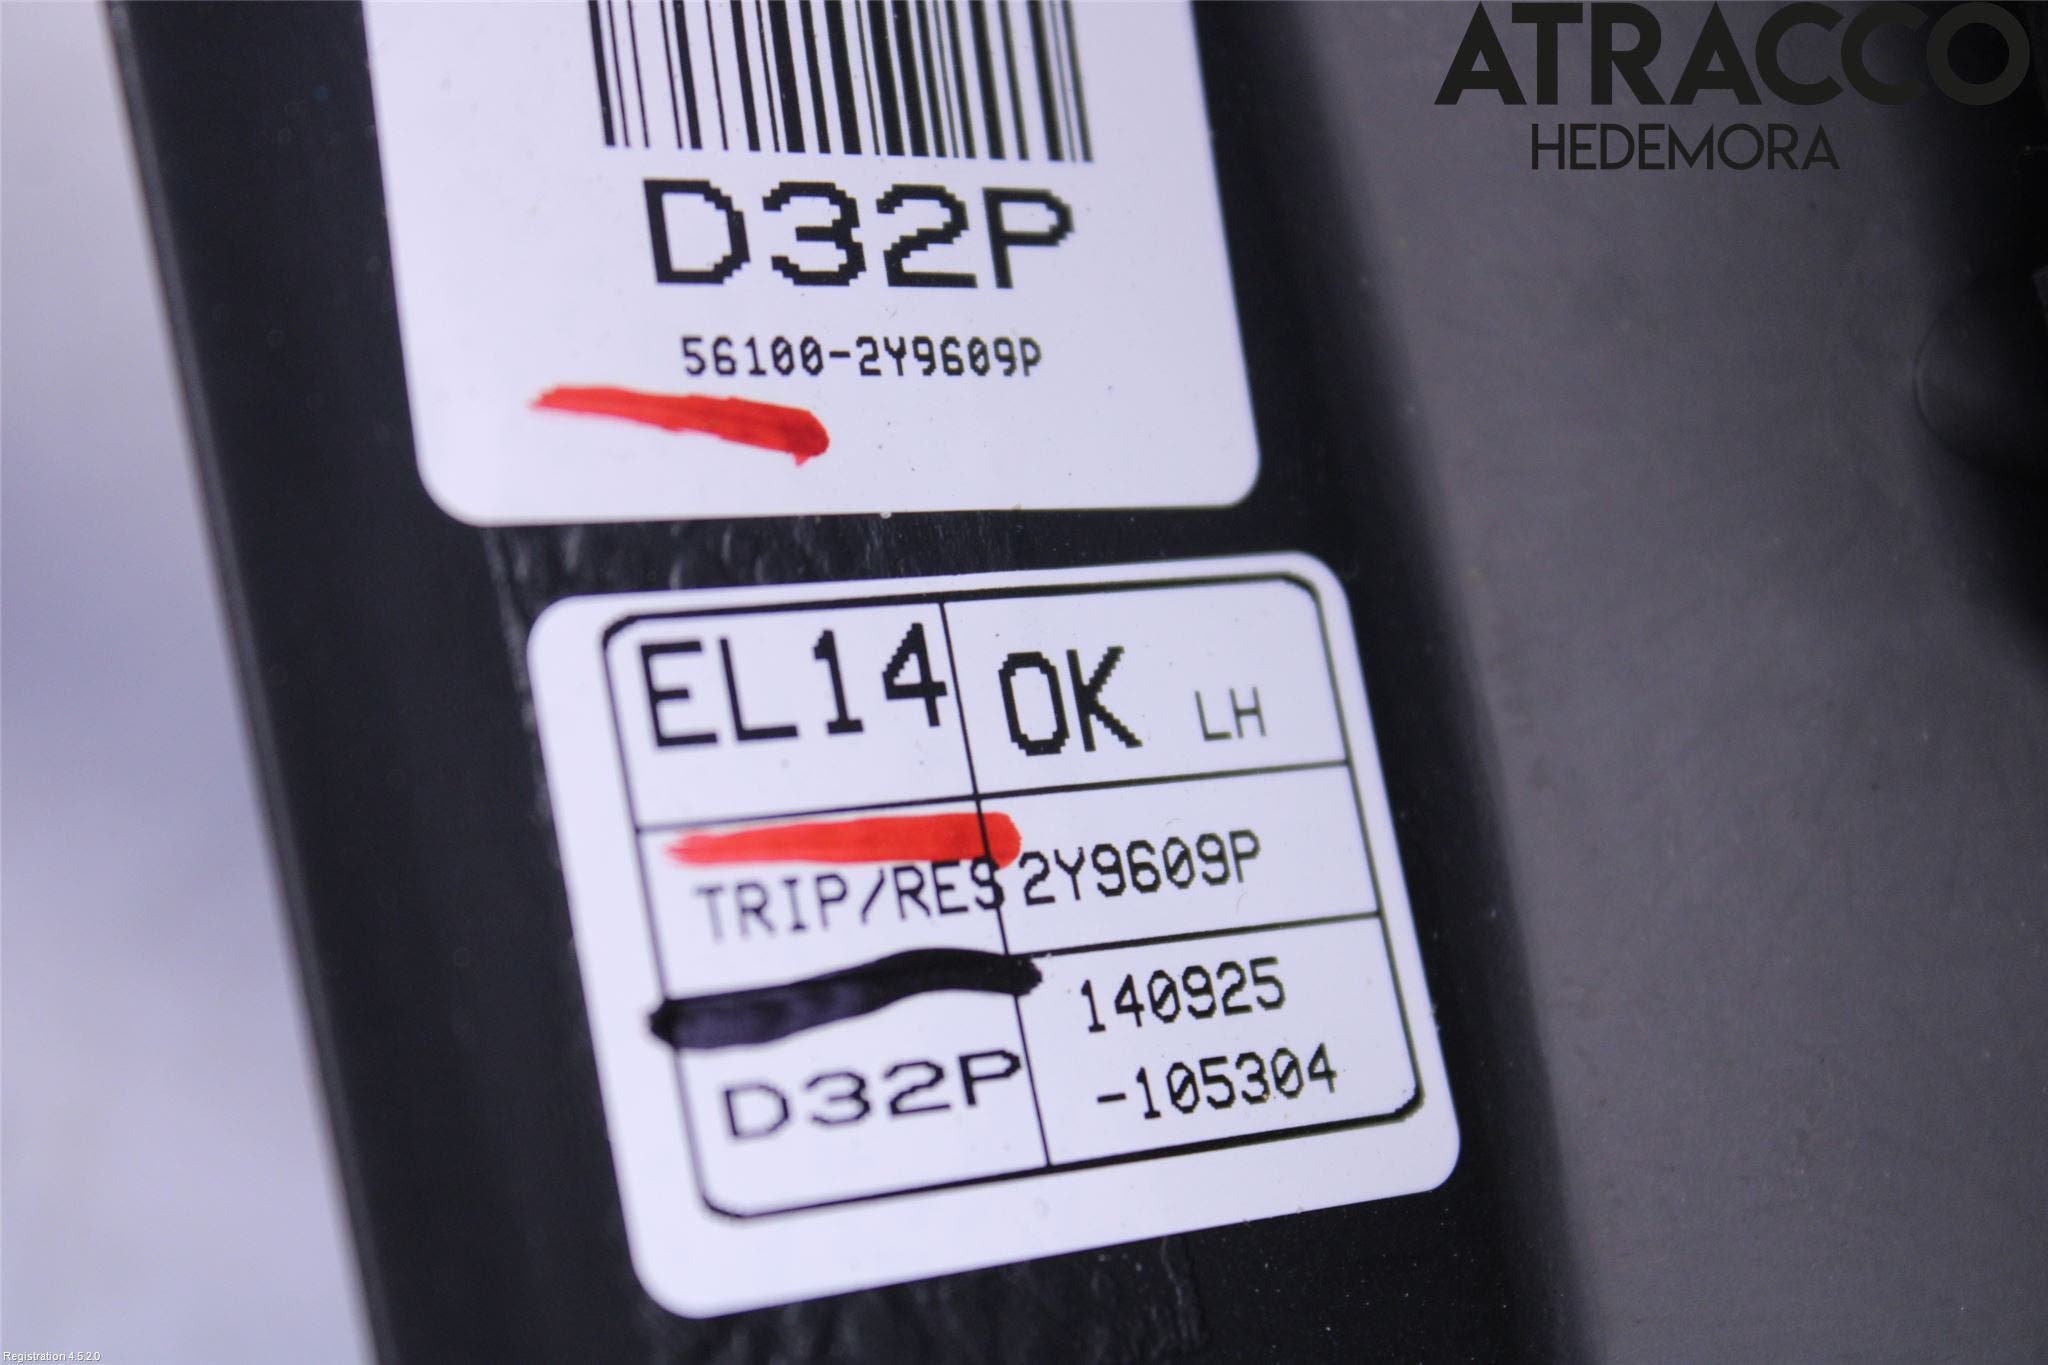 ATRACCO
HEDEMORA
D32P
56100-2Y9609P
EL14
OK LH
TRIP/RES
2Y9609P
D32P
140925
-105304
Registration 4.5.2.0